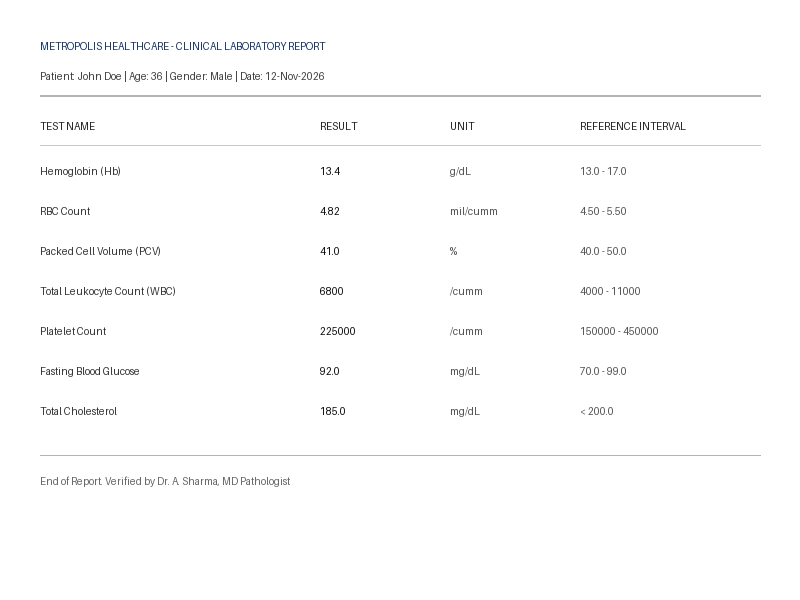 METROPOLIS HEALTHCARE - CLINICAL LABORATORY REPORT
Patient: John Doe | Age: 36 | Gender: Male | Date: 12-Nov-2026
TEST NAME RESULT UNIT REFERENCE INTERVAL
Hemoglobin (Hb) 13.4 g/dL 13.0 - 17.0
RBC Count 4.82 mil/cumm 4.50 - 5.50
Packed Cell Volume (PCV) 41.0 % 40.0 - 50.0
Total Leukocyte Count (WBC) 6800 /cumm 4000 - 11000
Platelet Count 225000 /cumm 150000 - 450000
Fasting Blood Glucose 92.0 mg/dL 70.0 - 99.0
Total Cholesterol 185.0 mg/dL < 200.0
End of Report. Verified by Dr. A. Sharma, MD Pathologist